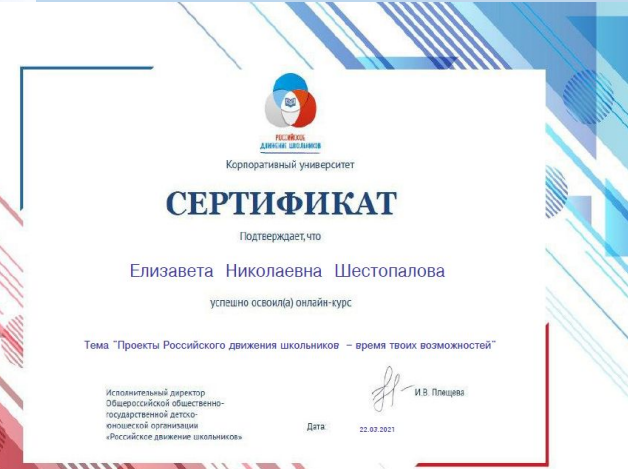 РОССИЙСКОЕ
ДВИЖЕНИЕ ШКОЛЬНИКОВ
Корпоративный университет
СЕРТИФИКАТ
Подтверждает,что
Елизавета Николаевна Шестопалова
успешно освоил(а) онлайн-курс
Тема "Проекты Российского движения школьников – время твоих возможностей"
Исполнительный директор
Общероссийской общественно-
государственной детско-
юношеской организации
«Российское движение школьников»
И.В. Плещева
Дата:
22.03.2021